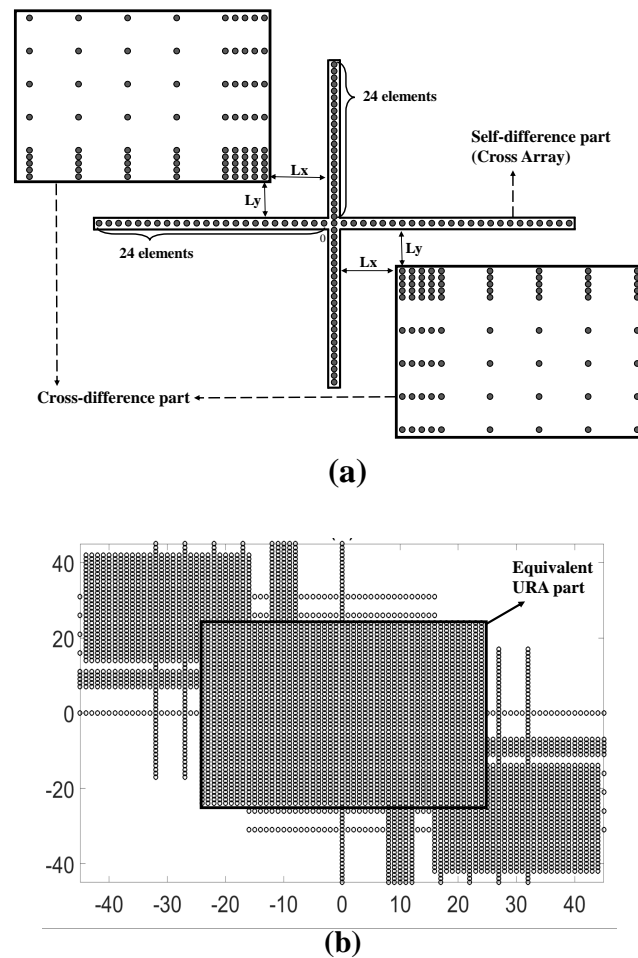 24 elements
Self-difference part
(Cross Array)
Lx
Ly
0
24 elements
Lx
Ly
Cross-difference part
(a)
40
20
0
-20
-40
-40
-30
-20
-10
0
10
20
30
40
Equivalent
URA part
(b)